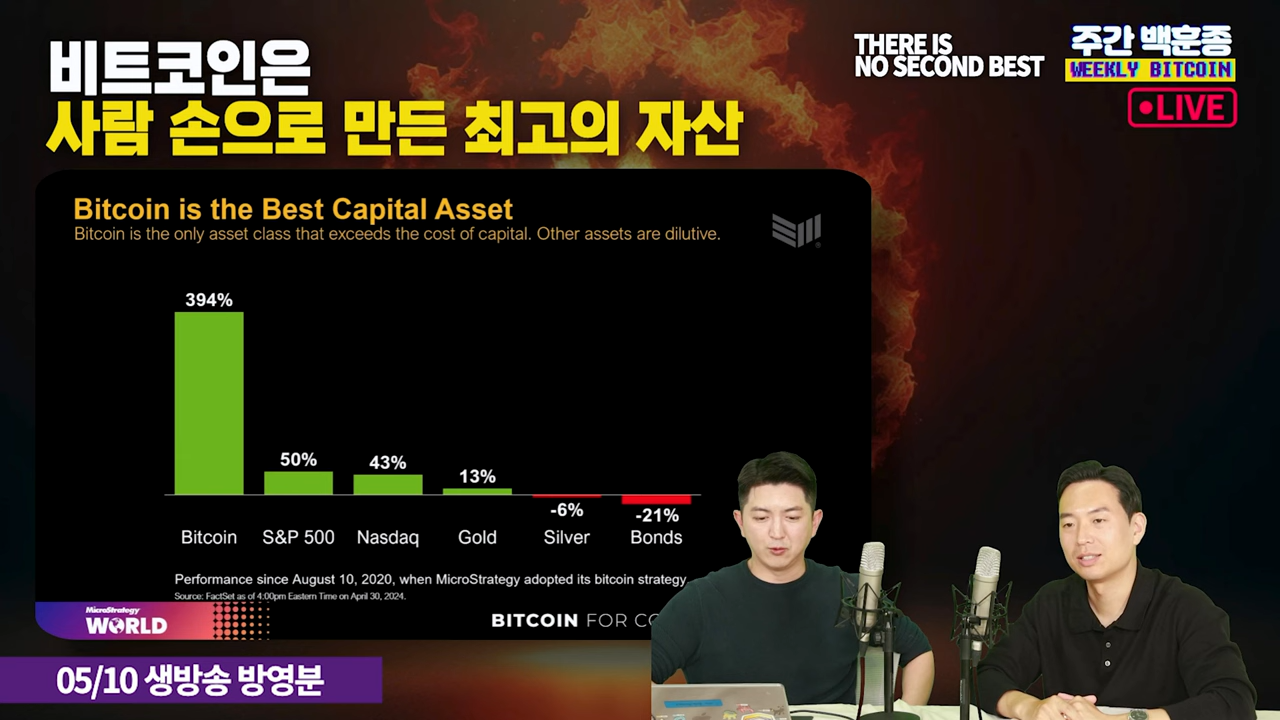 비트코인은
사람 손으로 만든 최고의 자산
THERE IS
NO SECOND BEST
주간 백훈종
WEEKLY BITCOIN
LIVE
Bitcoin is the Best Capital Asset
Bitcoin is the only asset class that exceeds the cost of capital. Other assets are dilutive.
394%
50%
43%
13%
-6%
-21%
Bitcoin
S&P 500
Nasdaq
Gold
Silver
Bonds
Performance since August 10, 2020, when MicroStrategy adopted its bitcoin strategy
Source: FactSet as of 4:00pm Eastern Time on April 30, 2024.
MicroStrategy
WORLD
BITCOIN FOR CO
05/10 생방송 방영분